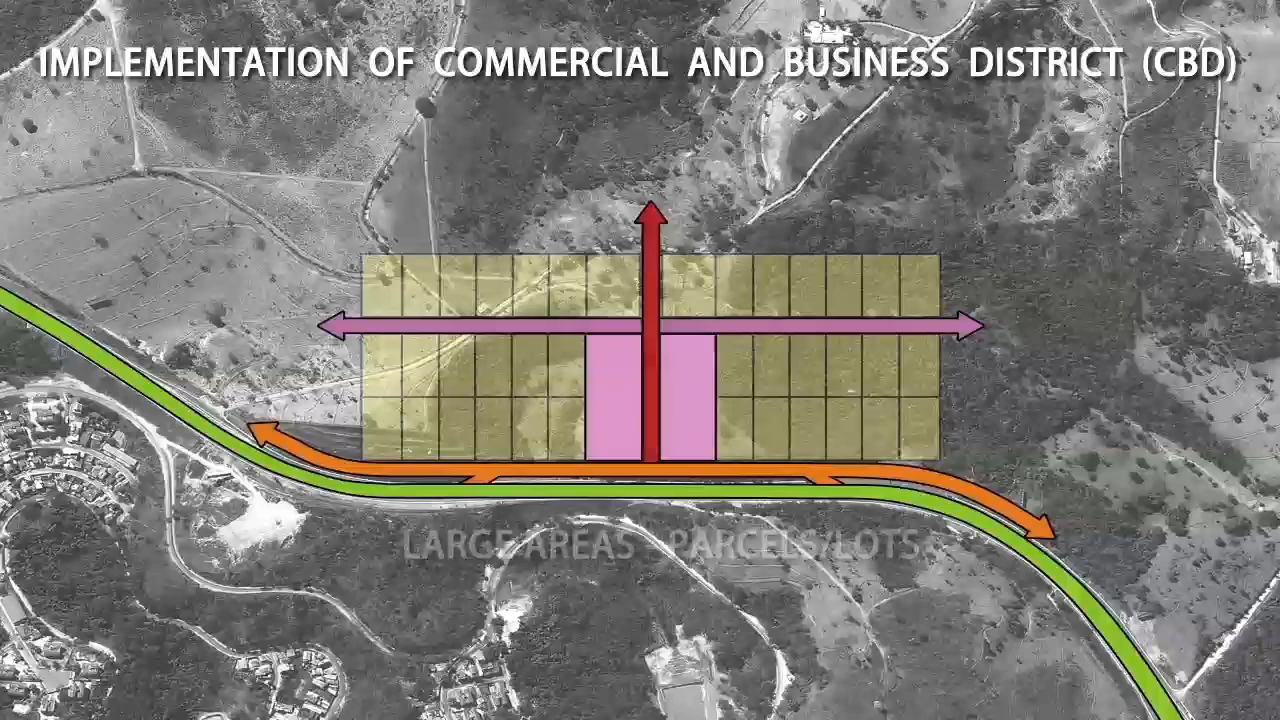 IMPLEMENTATION OF COMMERCIAL AND BUSINESS DISTRICT (CBD)
LARGE AREAS - PARCELS/LOTS